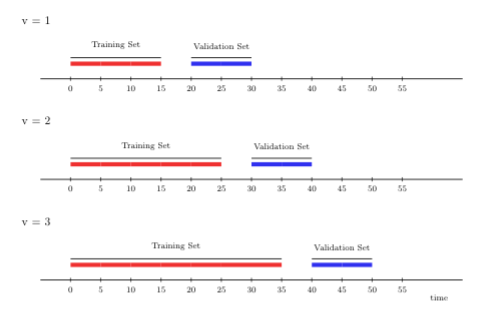 v = 1
Training Set Validation Set
0 5 10 15 20 25 30 35 40 45 50 55
v = 2
Training Set Validation Set
0 5 10 15 20 25 30 35 40 45 50 55
v = 3
Training Set Validation Set
0 5 10 15 20 25 30 35 40 45 50 55
time